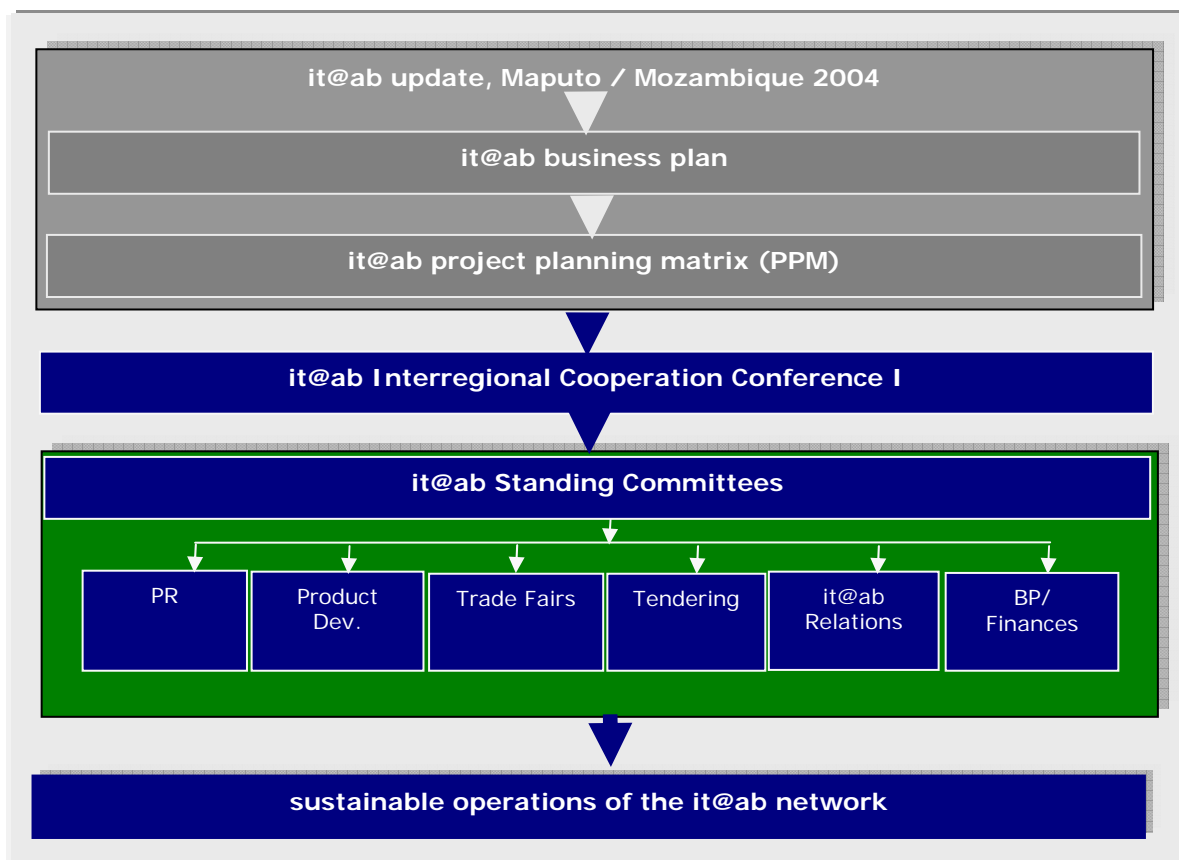 it@ab update, Maputo / Mozambique 2004
it@ab business plan
it@ab project planning matrix (PPM)
it@ab Interregional Cooperation Conference I
it@ab Standing Committees
PR
Product
Dev.
Trade Fairs
Tendering
it@ab
Relations
BP/
Finances
sustainable operations of the it@ab network